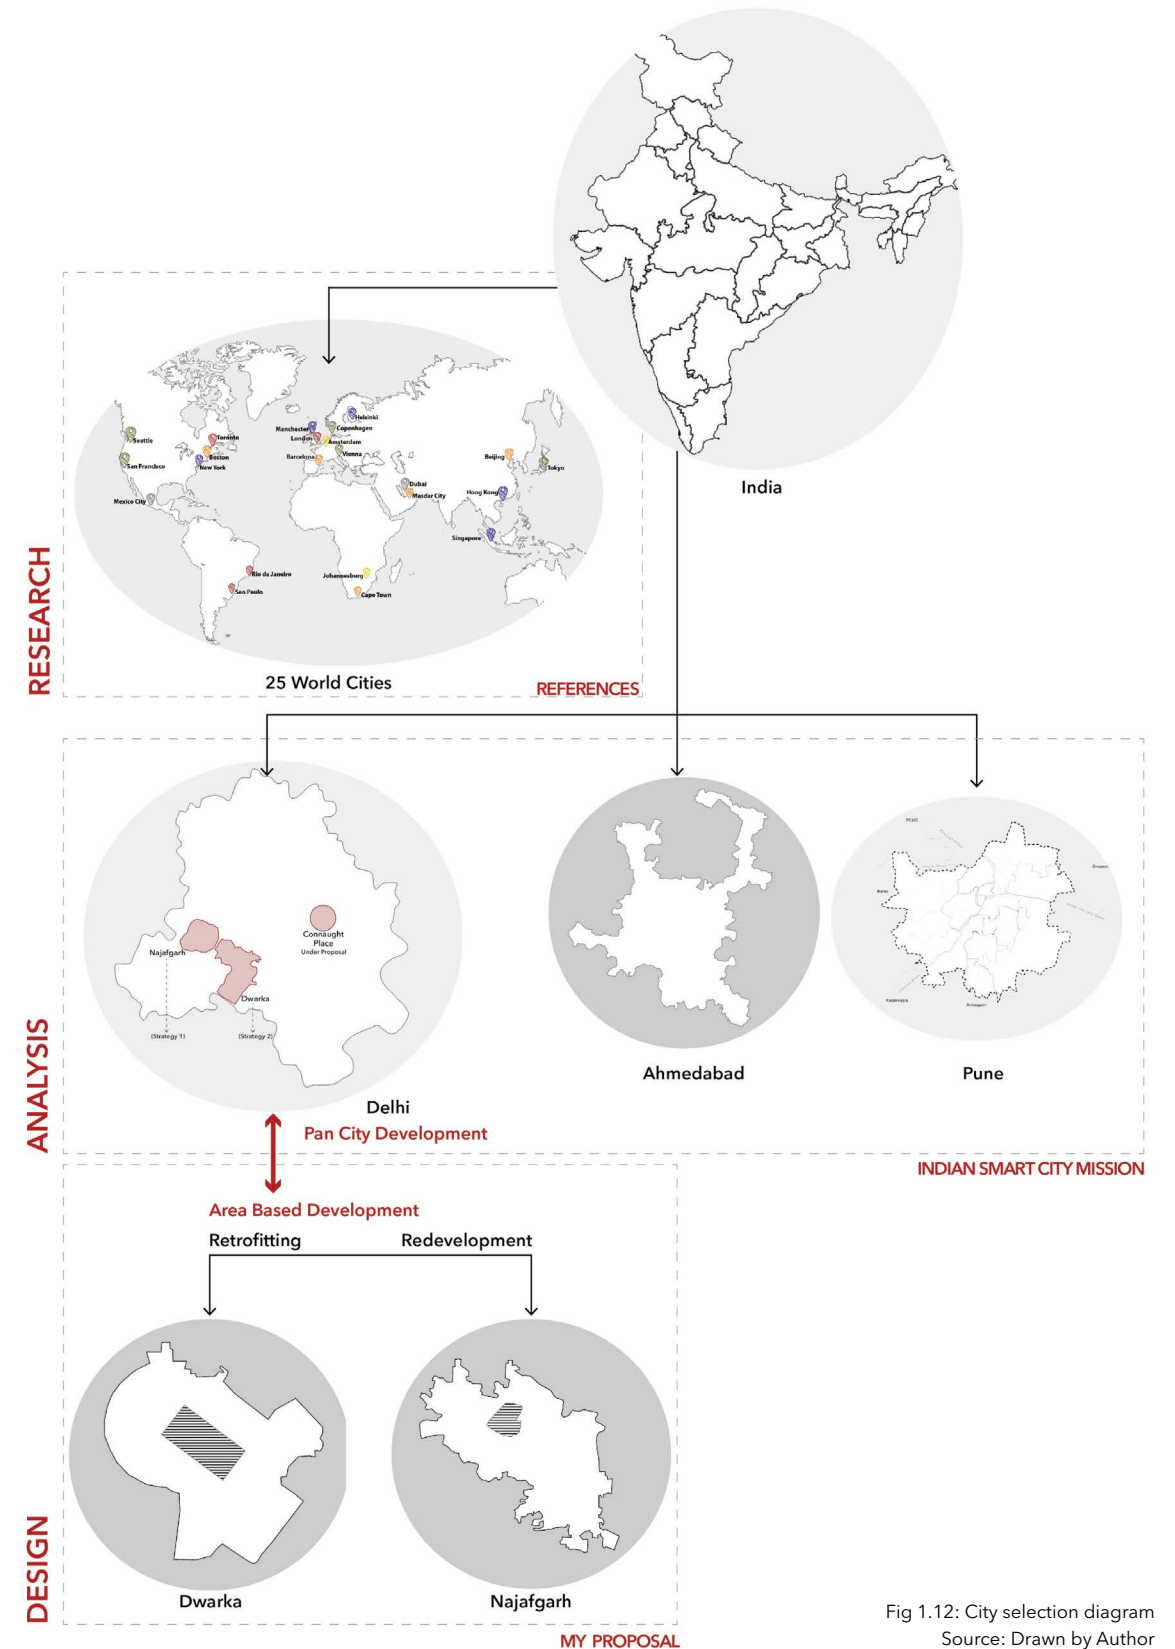 India
RESEARCH
Helsinki
Manchester
Copenhagen
London
Amsterdam
Vienna
Barcelona
Seattle
Toronto
Boston
San Francisco
New York
Mexico City
Beijing
Tokyo
Dubai
Masdar City
Hong Kong
Singapore
Rio de Janeiro
Sao Paulo
Johannesburg
Cape Town
25 World Cities
REFERENCES
ANALYSIS
Connaught
Place
Under Proposal
Najafgarh
Dwarka
(Strategy 1)
(Strategy 2)
Delhi
Ahmedabad
PCMC
Pune
Pan City Development
INDIAN SMART CITY MISSION
Area Based Development
Retrofitting
Redevelopment
DESIGN
Dwarka
Najafgarh
MY PROPOSAL
Fig 1.12: City selection diagram
Source: Drawn by Author